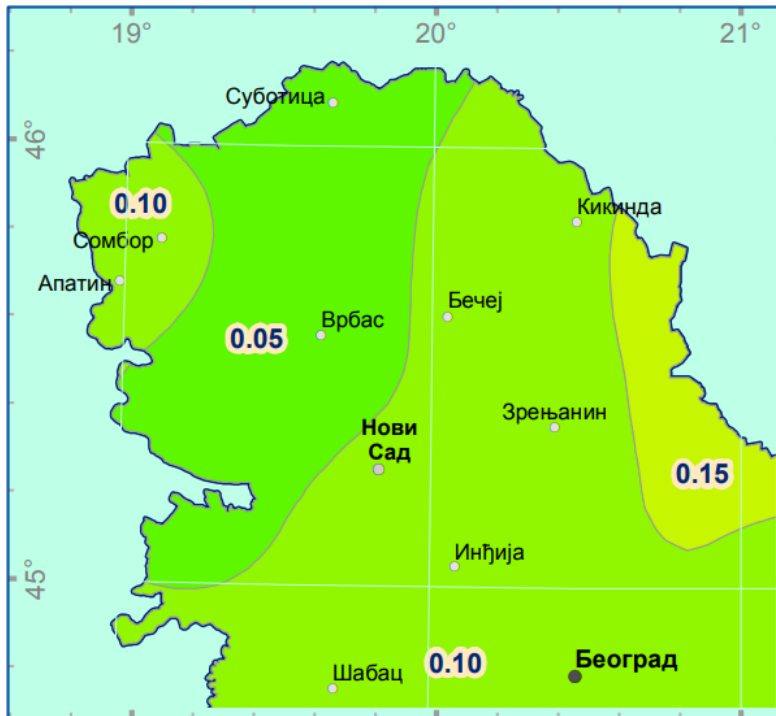 19°
20°
21°
46°
Суботица
0.10
Сомбор
Кикинда
Апатин
Бечеј
0.05
Врбас
Зрењанин
Нови
Сад
0.15
45°
Инђија
0.10
Београд
Шабац